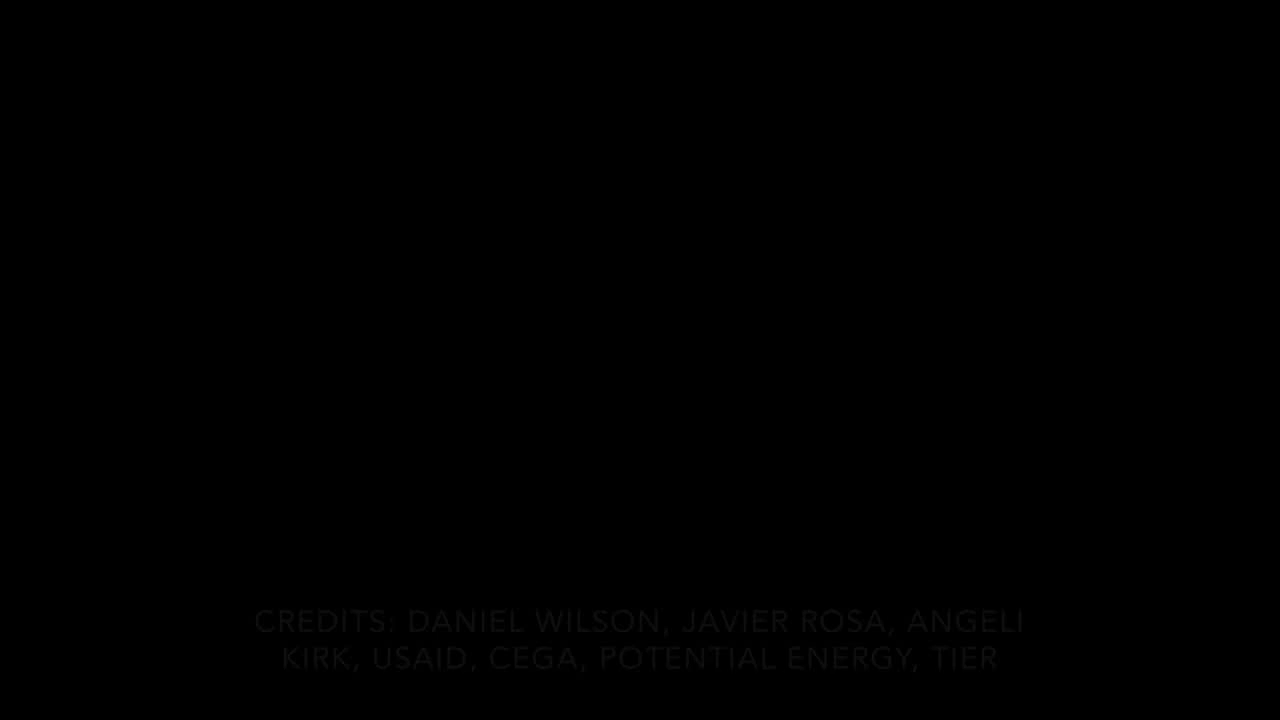 CREDITS: DANIEL WILSON, JAVIER ROSA, ANGELI
KIRK, USAID, CEGA, POTENTIAL ENERGY, TIER